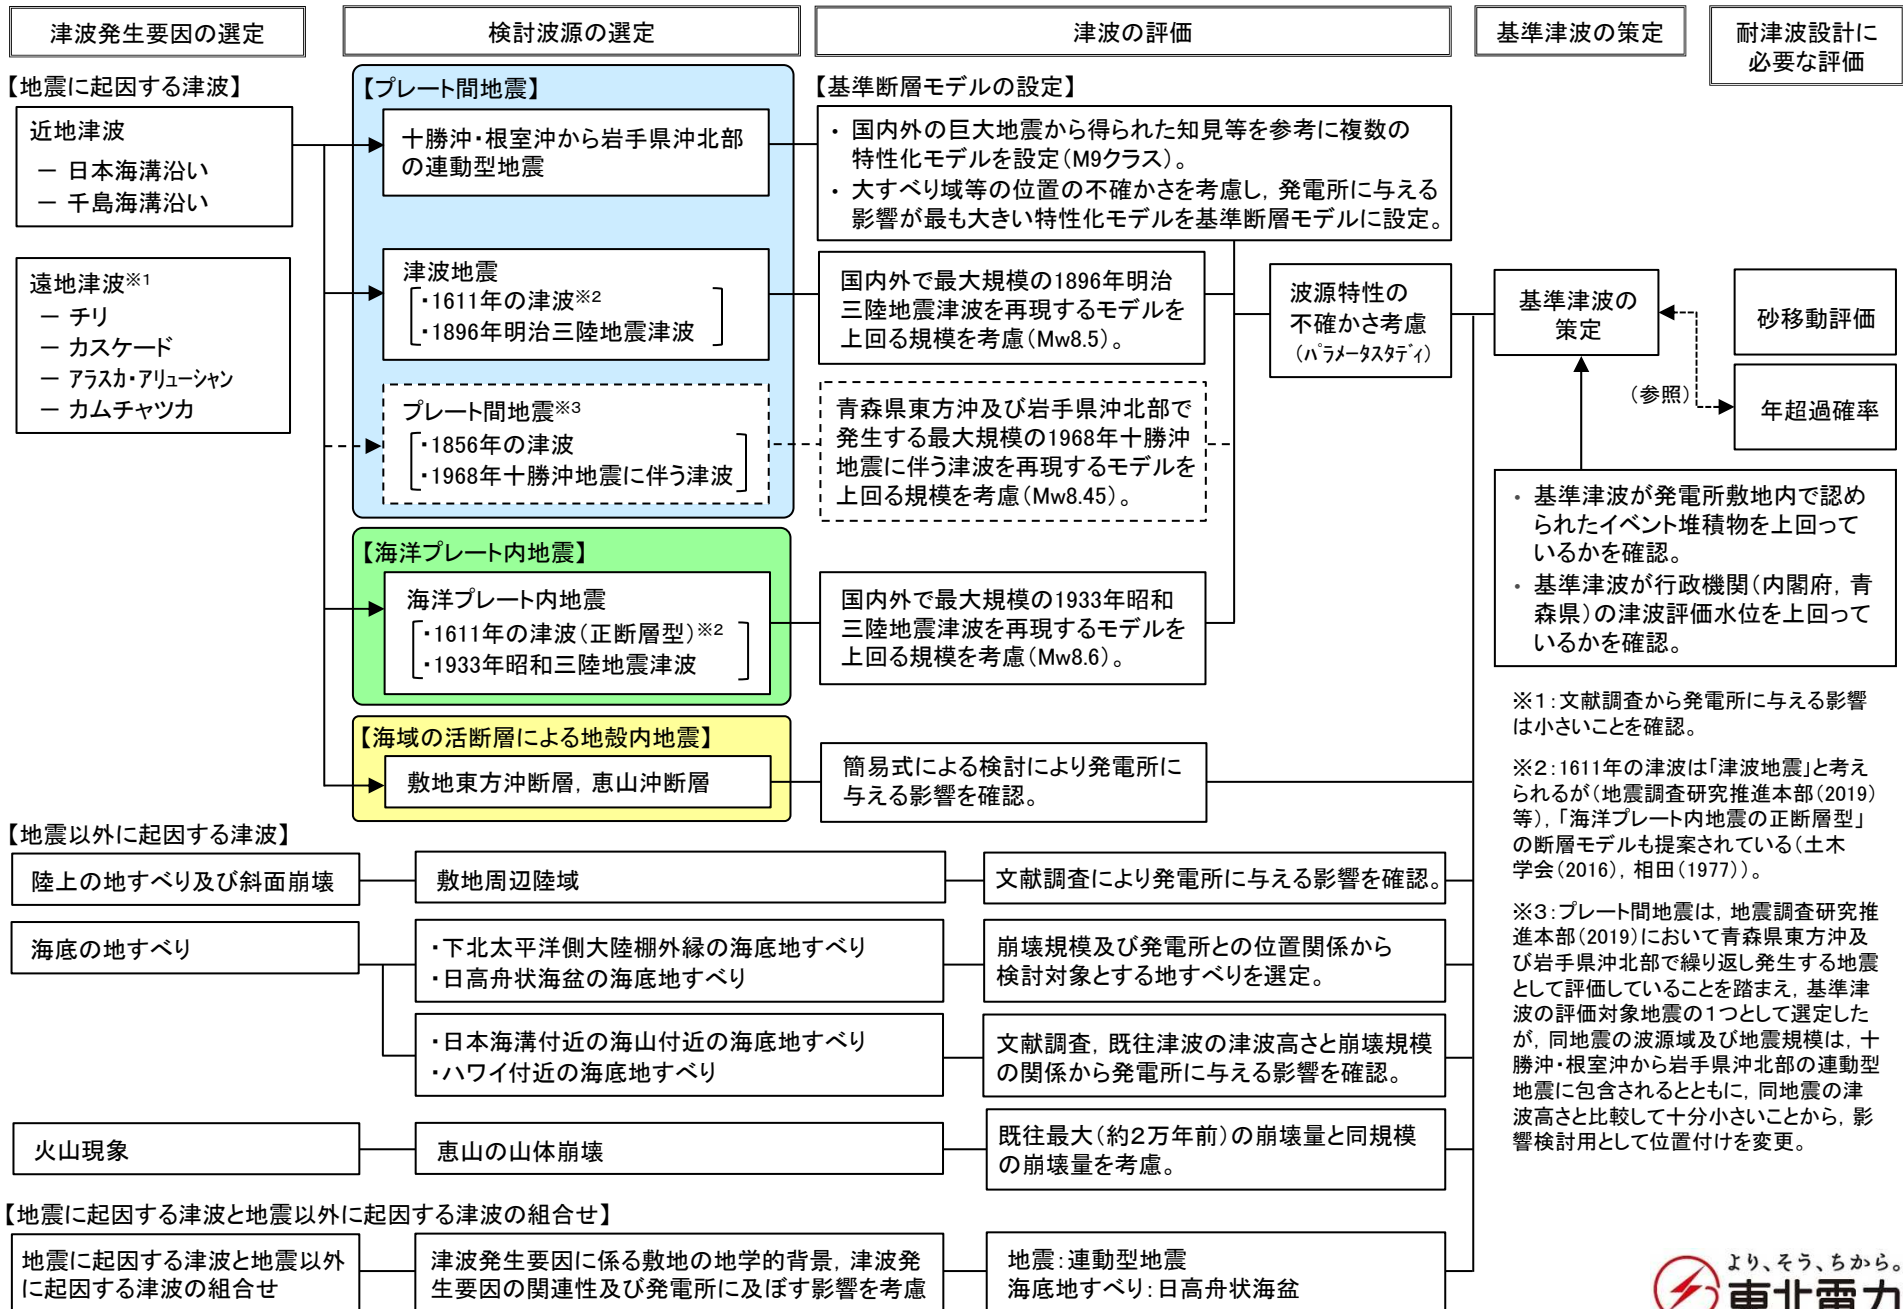 津波発生要因の選定
検討波源の選定
津波の評価
基準津波の策定
耐津波設計に
必要な評価
【地震に起因する津波】
近地津波
－ 日本海溝沿い
－ 千島海溝沿い
遠地津波※1
－ チリ
－ カスケード
－ アラスカ・アリューシャン
－ カムチャツカ
【プレート間地震】
十勝沖・根室沖から岩手県沖北部
の連動型地震
津波地震
・1611年の津波※2
・1896年明治三陸地震津波
プレート間地震※3
・1856年の津波
・1968年十勝沖地震に伴う津波
【海洋プレート内地震】
海洋プレート内地震
・1611年の津波（正断層型）※2
・1933年昭和三陸地震津波
【海域の活断層による地殻内地震】
敷地東方沖断層，恵山沖断層
【基準断層モデルの設定】
・ 国内外の巨大地震から得られた知見等を参考に複数の
特性化モデルを設定（M9クラス）。
・ 大すべり域等の位置の不確かさを考慮し，発電所に与える
影響が最も大きい特性化モデルを基準断層モデルに設定。
国内外で最大規模の1896年明治
三陸地震津波を再現するモデルを
上回る規模を考慮（Mw8.5）。
青森県東方沖及び岩手県沖北部で
発生する最大規模の1968年十勝沖
地震に伴う津波を再現するモデルを
上回る規模を考慮（Mw8.45）。
国内外で最大規模の1933年昭和
三陸地震津波を再現するモデルを
上回る規模を考慮（Mw8.6）。
簡易式による検討により発電所に
与える影響を確認。
波源特性の
不確かさ考慮
（ﾊﾟﾗﾒｰﾀｽﾀﾃﾞｨ）
基準津波の
策定
（参照）
砂移動評価
年超過確率
・ 基準津波が発電所敷地内で認め
られたイベント堆積物を上回って
いるかを確認。
・ 基準津波が行政機関（内閣府，青
森県）の津波評価水位を上回って
いるかを確認。
【地震以外に起因する津波】
陸上の地すべり及び斜面崩壊
敷地周辺陸域
文献調査により発電所に与える影響を確認。
海底の地すべり
・下北太平洋側大陸棚外縁の海底地すべり
・日高舟状海盆の海底地すべり
崩壊規模及び発電所との位置関係から
検討対象とする地すべりを選定。
・日本海溝付近の海山付近の海底地すべり
・ハワイ付近の海底地すべり
文献調査，既往津波の津波高さと崩壊規模
の関係から発電所に与える影響を確認。
火山現象
恵山の山体崩壊
既往最大（約2万年前）の崩壊量と同規模
の崩壊量を考慮。
【地震に起因する津波と地震以外に起因する津波の組合せ】
地震に起因する津波と地震以外
に起因する津波の組合せ
津波発生要因に係る敷地の地学的背景，津波発
生要因の関連性及び発電所に及ぼす影響を考慮
地震：連動型地震
海底地すべり：日高舟状海盆
※1：文献調査から発電所に与える影響
は小さいことを確認。
※2：1611年の津波は「津波地震」と考え
られるが（地震調査研究推進本部（2019）
等），「海洋プレート内地震の正断層型」
の断層モデルも提案されている（土木
学会（2016），相田（1977））。
※3：プレート間地震は，地震調査研究推
進本部（2019）において青森県東方沖及
び岩手県沖北部で繰り返し発生する地震
として評価していることを踏まえ，基準津
波の評価対象地震の1つとして選定した
が，同地震の波源域及び地震規模は，十
勝沖・根室沖から岩手県沖北部の連動型
地震に包含されるとともに，同地震の津
波高さと比較して十分小さいことから，影
響検討用として位置付けを変更。
より、そう、ちから。
東北電力